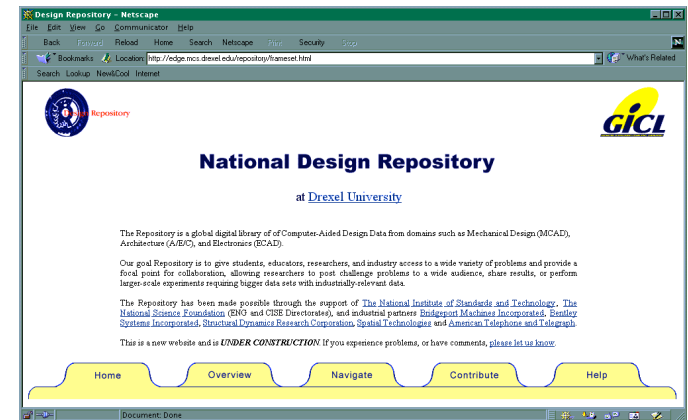 Design Repository - Netscape
File Edit View Go Communicator Help
Back Forward Reload Home Search Netscape Print Security Stop
N
Bookmarks Location: http://edge.mcs.drexel.edu/repository/frameset.html What's Related
Search Lookup New&Cool Internet
Design Repository
GICL
National Design Repository
at Drexel University
The Repository is a global digital library of of Computer-Aided Design Data from domains such as Mechanical Design (MCAD),
Architecture (A/E/C), and Electronics (ECAD).
Our goal Repository is to give students, educators, researchers, and industry access to a wide variety of problems and provide a
focal point for collaboration, allowing researchers to post challenge problems to a wide audience, share results, or perform
larger-scale experiments requiring bigger data sets with industrially-relevant data.
The Repository has been made possible through the support of The National Institute of Standards and Technology, The
National Science Foundation (ENG and CISE Directorates), and industrial partners Bridgeport Machines Incorporated, Bentley
Systems Incorporated, Structural Dynamics Research Corporation, Spatial Technologies and American Telephone and Telegraph.
This is a new website and is UNDER CONSTRUCTION. If you experience problems, or have comments, please let us know.
Home Overview Navigate Contribute Help
Document: Done